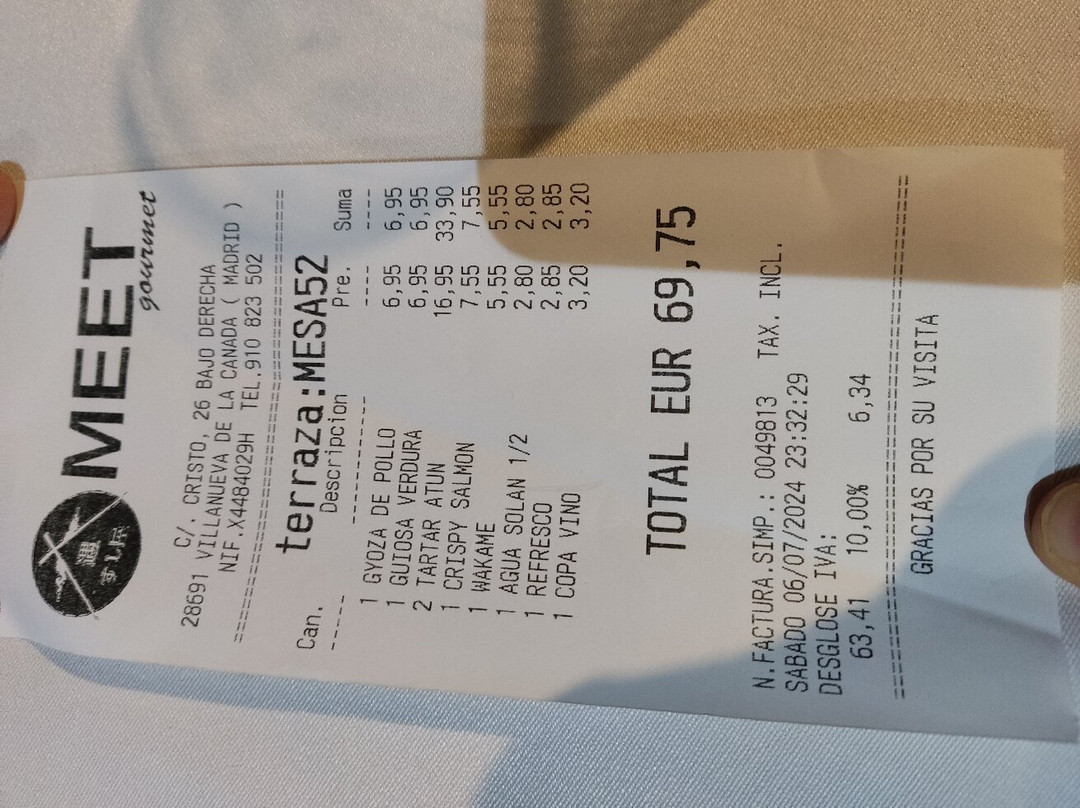 週
すし屋
MEET
gourmet
C/. CRISTO, 26 BAJO DERECHA
28691 VILLANUEVA DE LA CANADA ( MADRID )
NIF.X4484029H TEL.910 823 502
terraza:MESA52
Can. Descripcion Pre. Suma
1 GYOZA DE POLLO 6,95 6,95
1 GUIOSA VERDURA 6,95 6,95
2 TARTAR ATUN 16,95 33,90
1 CRISPY SALMON 7,55 7,55
1 WAKAME 5,55 5,55
1 AGUA SOLAN 1/2 2,80 2,80
1 REFRESCO 2,85 2,85
1 COPA VINO 3,20 3,20
TOTAL EUR 69,75
N.FACTURA.SIMP.: 0049813 TAX. INCL.
SABADO 06/07/2024 23:32:29
DESGLOSE IVA:
63,41 10,00% 6,34
GRACIAS POR SU VISITA